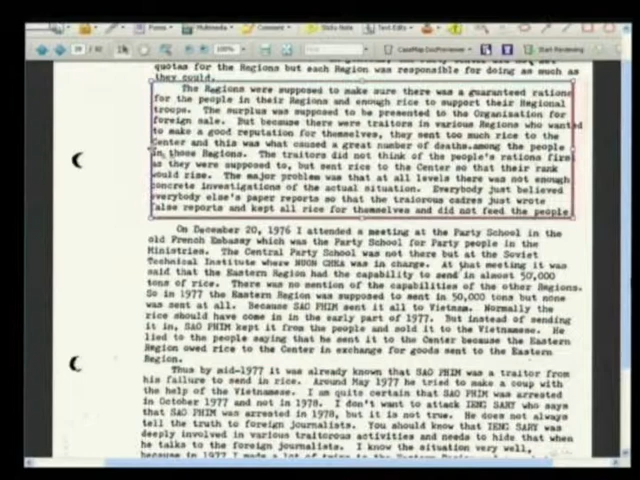 Forms Multimedia Comment Sticky Note Text Edits
100% CaseMap DocPreviewer Start Reviewing
quotas for the Regions but each Region was responsible for doing as much as
they could.
The Regions were supposed to make sure there was a guaranteed rations
for the people in their Regions and enough rice to support their Regional
troups. The surplus was supposed to be presented to the Organisation for
foreign sale. But because there were traitors in various Regions who wanted
to make a good reputation for themselves, they sent too much rice to the
Center and this was what caused a great number of deaths among the people
in those Regions. The traitors did not think of the people's rations first
as they were supposed to, but sent rice to the Center so that their rank
would rise. The major problem was that at all levels there was not enough
concrete investigations of the actual situation. Everybody just believed
everybody else's paper reports so that the traiorous cadres just wrote
false reports and kept all rice for themselves and did not feed the people
On December 20, 1976 I attended a meeting at the Party School in the
old French Embassy which was the Party School for Party people in the
Ministries. The Central Party School was not there but at the Soviet
Technical Institute where NUON CHEA was in charge. At that meeting it was
said that the Eastern Region had the capability to send in almost 50,000
tons of rice. There was no mention of the capabilities of the other Regions.
So in 1977 the Eastern Region was supposed to sent in 50,000 tons but none
was sent at all. Because SAO PHIM sent it all to Vietnam. Normally the
rice should have come in in the early part of 1977. But instead of sending
it in, SAO PHIM kept it from the people and sold it to the Vietnamese. He
lied to the people saying that he sent it to the Center because the Eastern
Region owed rice to the Center in exchange for goods sent to the Eastern
Region.
Thus by mid-1977 it was already known that SAO PHIM was a traitor from
his failure to send in rice. Around May 1977 he tried to make a coup with
the help of the Vietnamese. I am quite certain that SAO PHIM was arrested
in October 1977 and not in 1978. I don't want to attack IENG SARY who says
that SAO PHIM was arrested in 1978, but it is not true. He does not always
tell the truth to foreign journalists. You should know that IENG SARY was
deeply involved in various traitorous activities and needs to hide that when
he talks to the foreign journalists. I know the situation very well,
because in 1977 I made a lot of